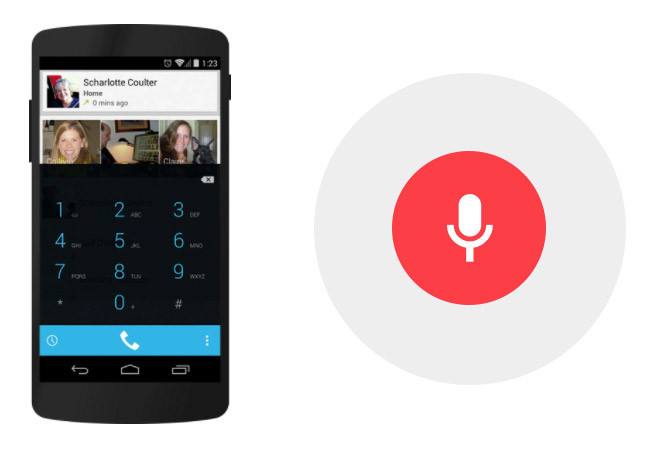 1:23
Scharlotte Coulter
Home
0 mins ago
Claire
1 2 ABC 3 DEF
4 GHI 5 JKL 6 MNO
7 PQRS 8 TUV 9 WXYZ
* 0 + #